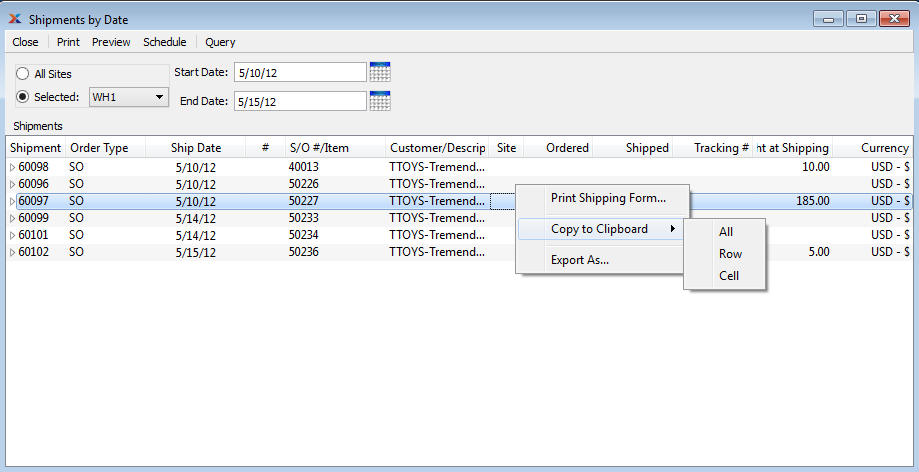 Shipments by Date
Close Print Preview Schedule Query
All Sites
Start Date: 5/10/12
Selected: WH1
End Date: 5/15/12
Shipments
Shipment Order Type Ship Date # S/O #/Item Customer/Descrip Site Ordered Shipped Tracking # at Shipping Currency
60098 SO 5/10/12 40013 TTOYS-Tremend... 10.00 USD - $
60096 SO 5/10/12 50226 TTOYS-Tremend... USD - $
60097 SO 5/10/12 50227 TTOYS-Tremend... 185.00 USD - $
60099 SO 5/14/12 50233 TTOYS-Tremend... USD - $
60101 SO 5/14/12 50234 TTOYS-Tremend... USD - $
60102 SO 5/15/12 50236 TTOYS-Tremend... 5.00 USD - $
Print Shipping Form...
Copy to Clipboard
Export As...
All
Row
Cell